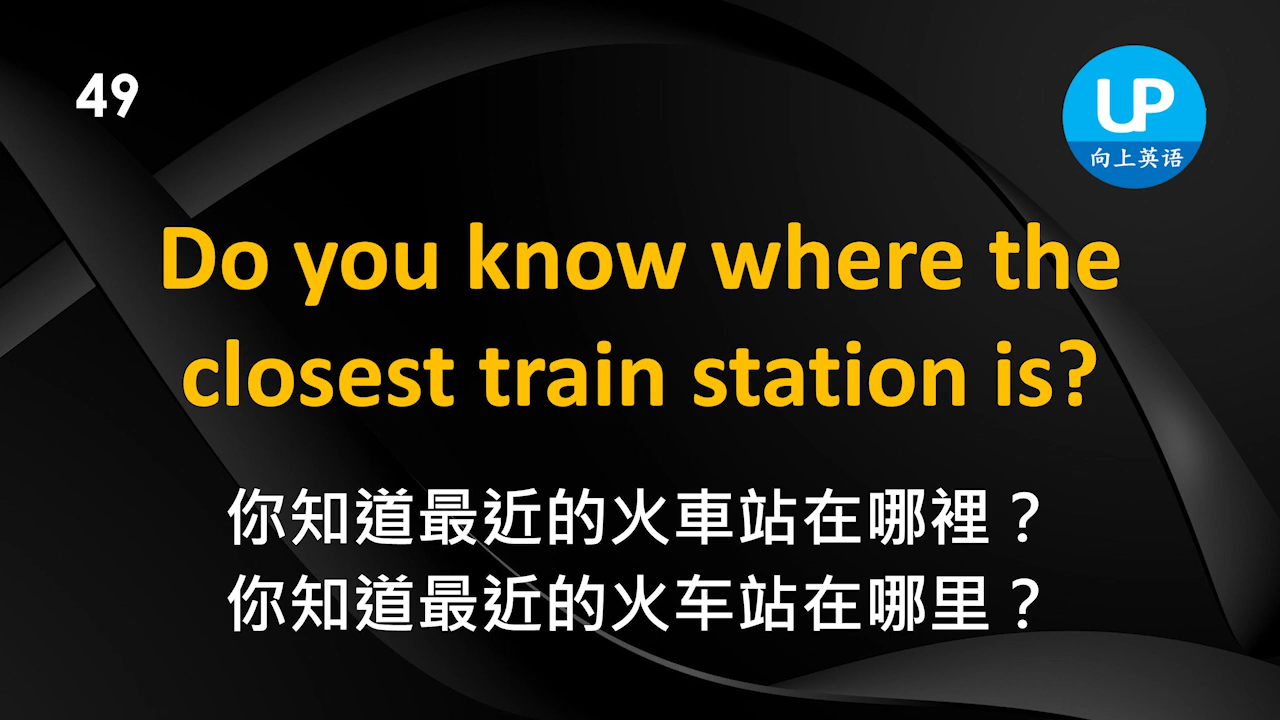 49
UP
向上英语
Do you know where the
closest train station is?
你知道最近的火車站在哪裡？
你知道最近的火车站在哪里？